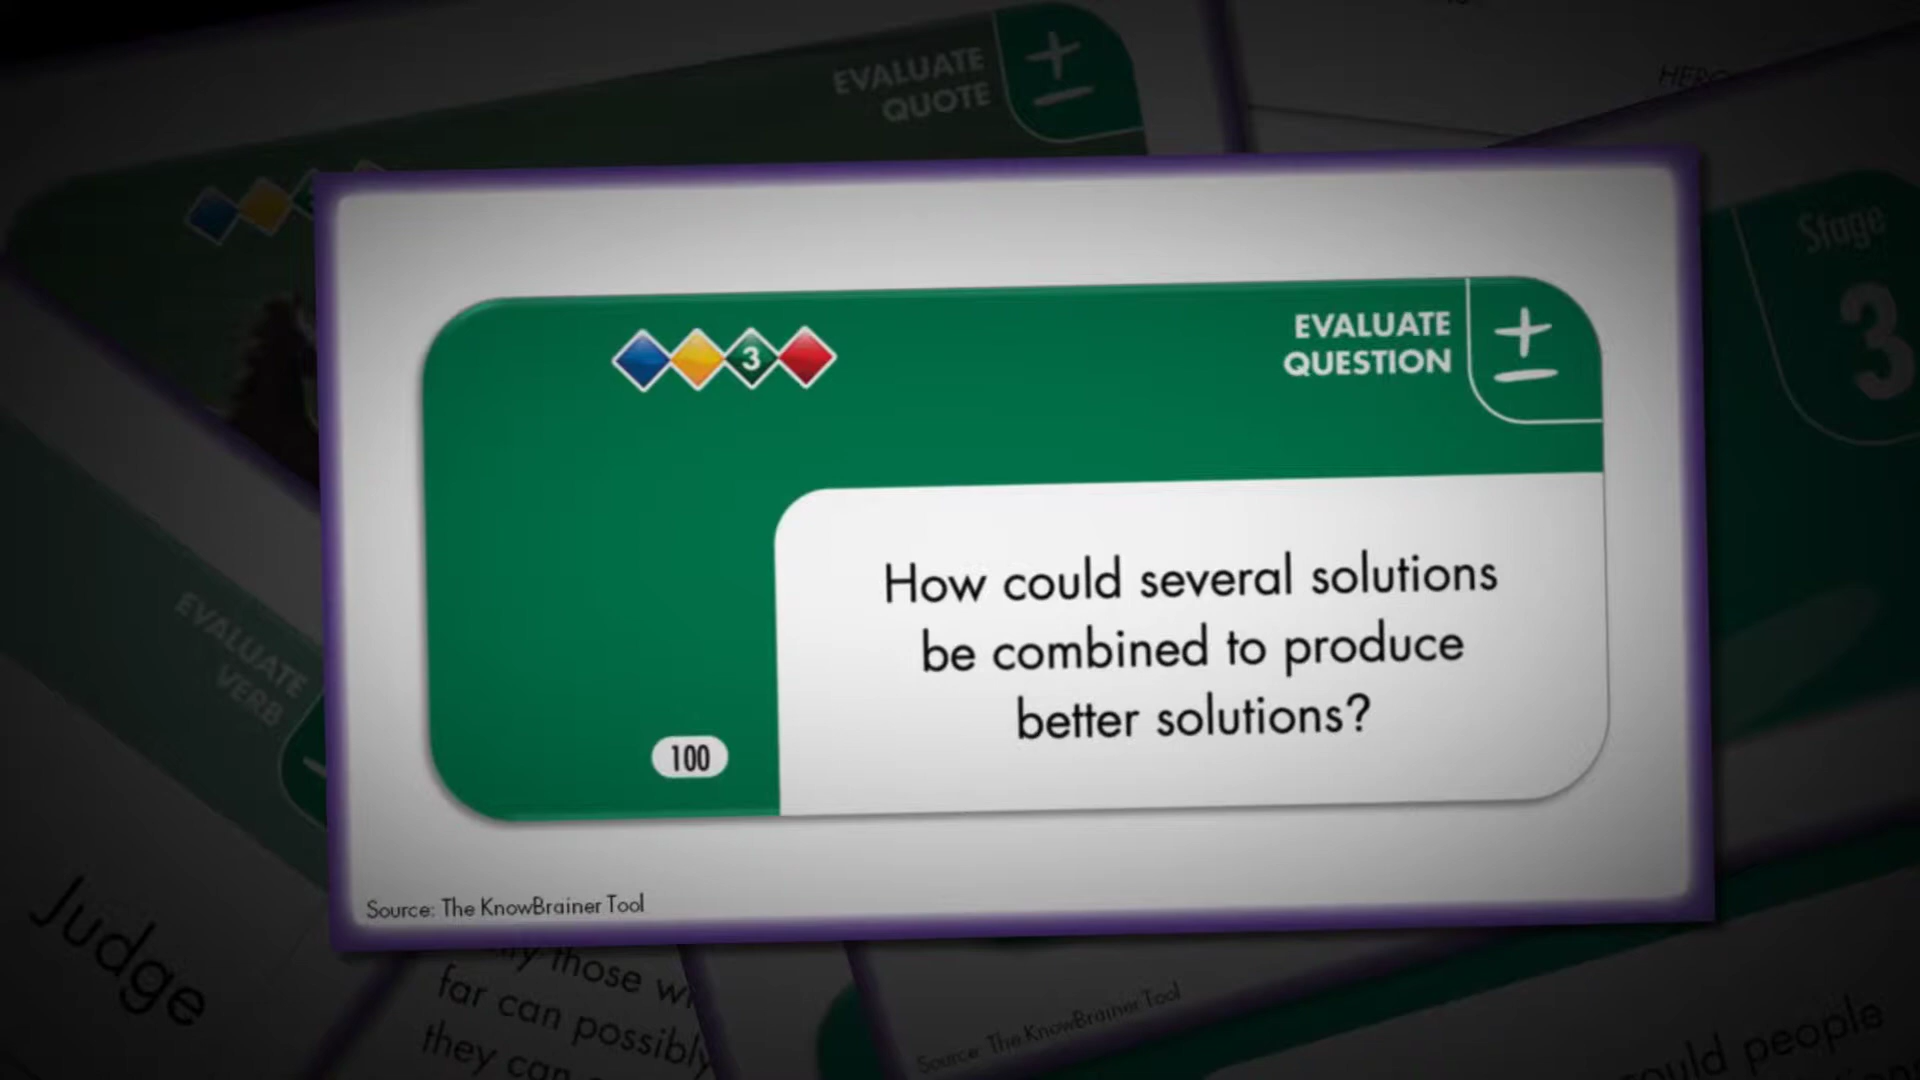 EVALUATE
QUOTE
+
–
Stage
3
3
EVALUATE
QUESTION
+
–
How could several solutions
be combined to produce
better solutions?
100
EVALUATE
VERB
Source: The KnowBrainer Tool
Judge
those
far can possibly
they can
Source: The KnowBrainer Tool
people